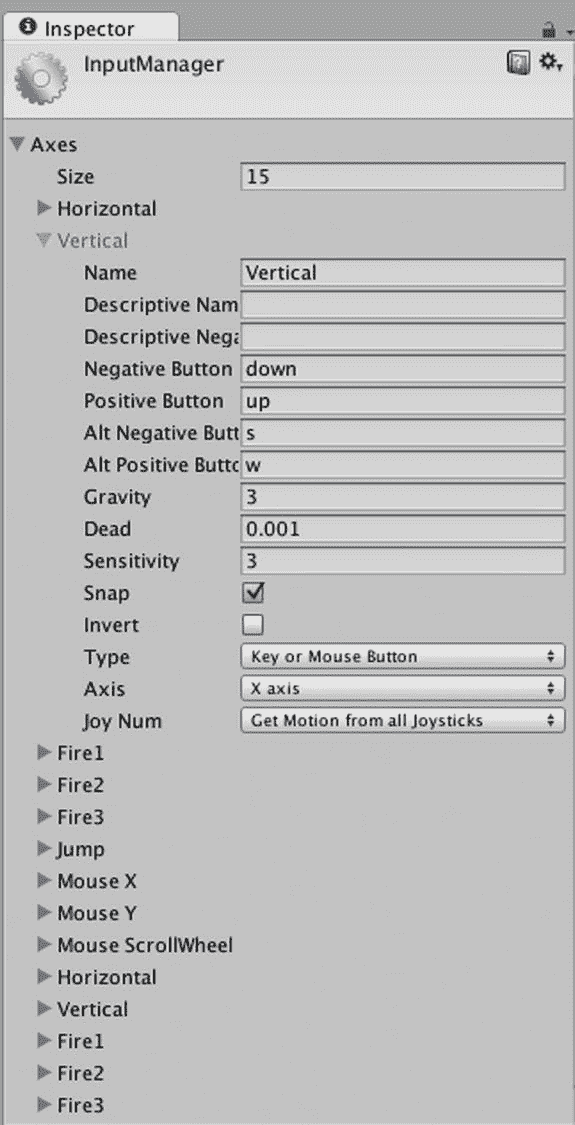 Inspector
InputManager
Axes
Size 15
Horizontal
Vertical
Name Vertical
Descriptive Nam
Descriptive Nega
Negative Button down
Positive Button up
Alt Negative Butt s
Alt Positive Butto w
Gravity 3
Dead 0.001
Sensitivity 3
Snap
Invert
Type Key or Mouse Button
Axis X axis
Joy Num Get Motion from all Joysticks
Fire1
Fire2
Fire3
Jump
Mouse X
Mouse Y
Mouse ScrollWheel
Horizontal
Vertical
Fire1
Fire2
Fire3